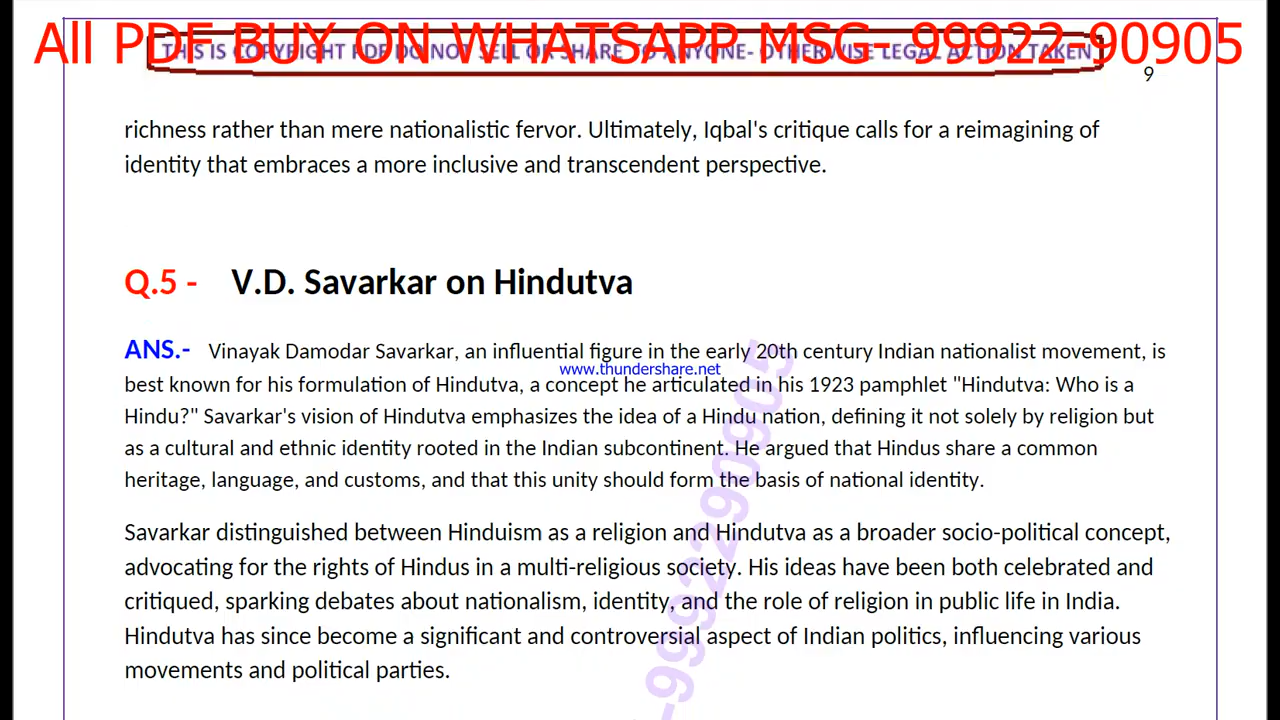 All PDF BUY ON WHATSAPP MSG- 99922-90905
THIS IS COPYRIGHT PDF DO NOT SELL OR SHARE TO ANYONE- OTHERWISE LEGAL ACTION TAKEN
9
richness rather than mere nationalistic fervor. Ultimately, Iqbal's critique calls for a reimagining of
identity that embraces a more inclusive and transcendent perspective.
Q.5 - V.D. Savarkar on Hindutva
ANS.- Vinayak Damodar Savarkar, an influential figure in the early 20th century Indian nationalist movement, is
www.thundershare.net
best known for his formulation of Hindutva, a concept he articulated in his 1923 pamphlet "Hindutva: Who is a
Hindu?" Savarkar's vision of Hindutva emphasizes the idea of a Hindu nation, defining it not solely by religion but
as a cultural and ethnic identity rooted in the Indian subcontinent. He argued that Hindus share a common
heritage, language, and customs, and that this unity should form the basis of national identity.
Savarkar distinguished between Hinduism as a religion and Hindutva as a broader socio-political concept,
advocating for the rights of Hindus in a multi-religious society. His ideas have been both celebrated and
critiqued, sparking debates about nationalism, identity, and the role of religion in public life in India.
Hindutva has since become a significant and controversial aspect of Indian politics, influencing various
movements and political parties.
-9992290905